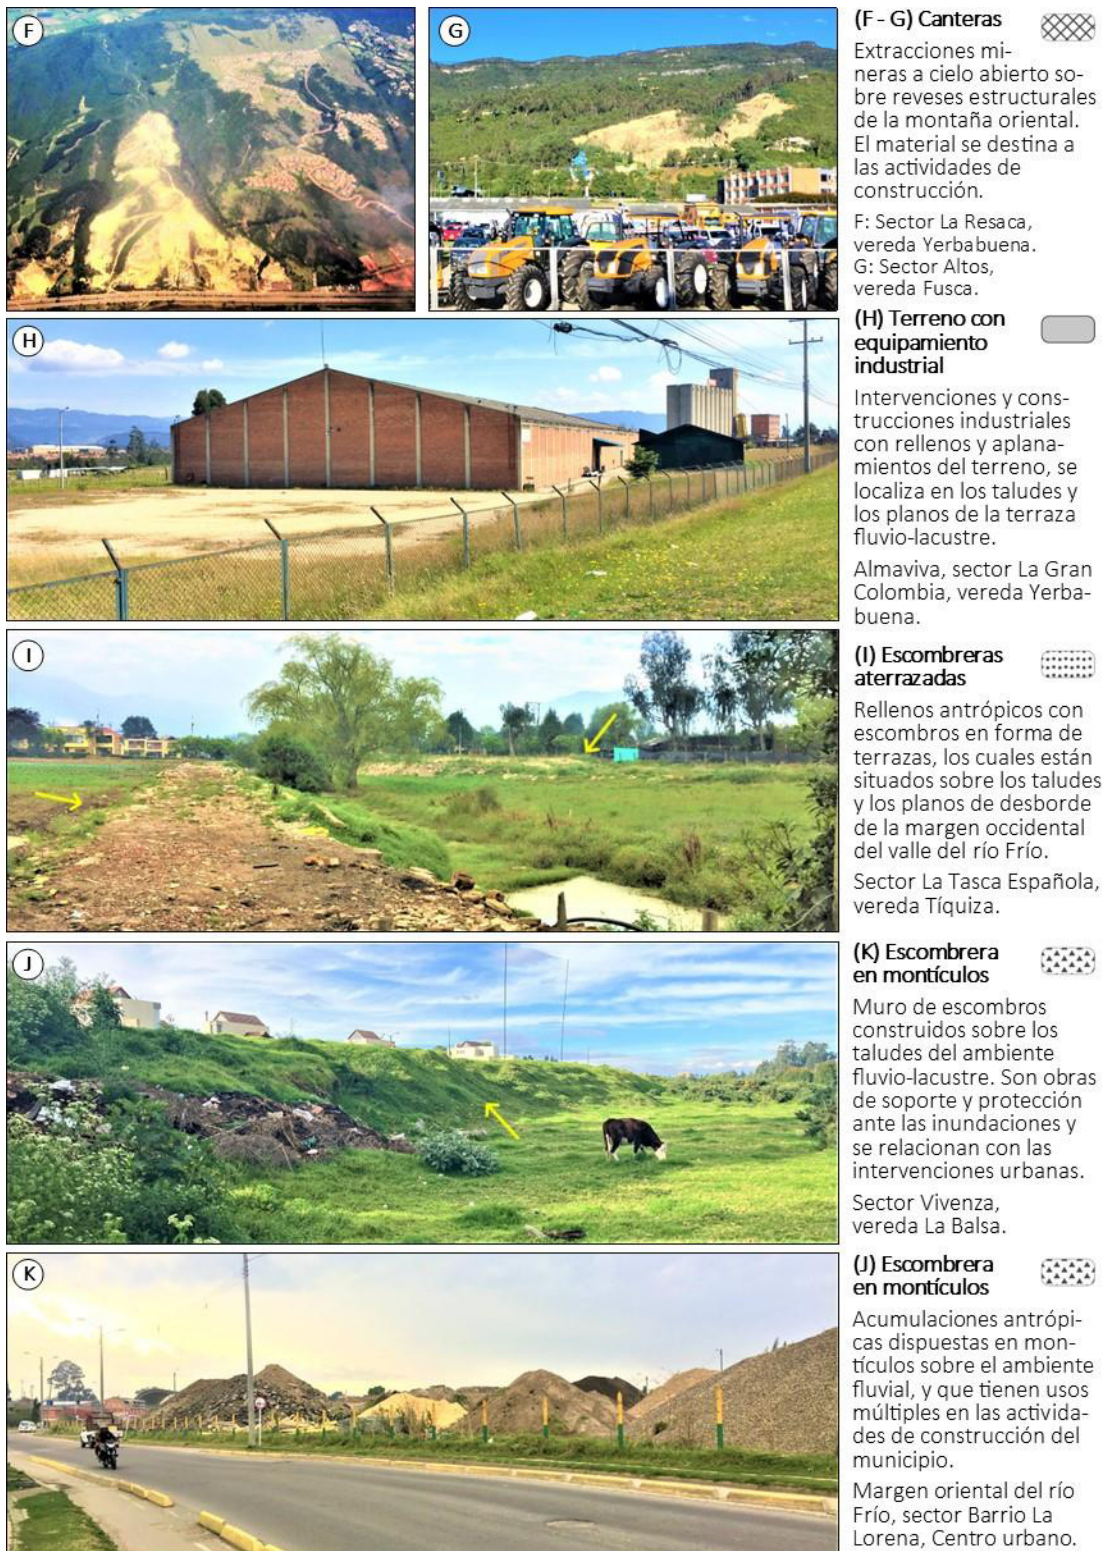 F
G
(F - G) Canteras
Extracciones mi-
neras a cielo abierto so-
bre reveses estructurales
de la montaña oriental.
El material se destina a
las actividades de
construcción.
F: Sector La Resaca,
vereda Yerbabuena.
G: Sector Altos,
vereda Fusca.
H
(H) Terreno con
equipamiento
industrial
Intervenciones y cons-
trucciones industriales
con rellenos y aplana-
mientos del terreno, se
localiza en los taludes y
los planos de la terraza
fluvio-lacustre.
Almaviva, sector La Gran
Colombia, vereda Yerba-
buena.
I
(I) Escombreras
aterrazadas
Rellenos antrópicos con
escombros en forma de
terrazas, los cuales están
situados sobre los taludes
y los planos de desborde
de la margen occidental
del valle del río Frío.
Sector La Tasca Española,
vereda Tíquiza.
J
(K) Escombrera
en montículos
Muro de escombros
construidos sobre los
taludes del ambiente
fluvio-lacustre. Son obras
de soporte y protección
ante las inundaciones y
se relacionan con las
intervenciones urbanas.
Sector Vivenza,
vereda La Balsa.
K
(J) Escombrera
en montículos
Acumulaciones antrópi-
cas dispuestas en mon-
tículos sobre el ambiente
fluvial, y que tienen usos
múltiples en las activida-
des de construcción del
municipio.
Margen oriental del río
Frío, sector Barrio La
Lorena, Centro urbano.